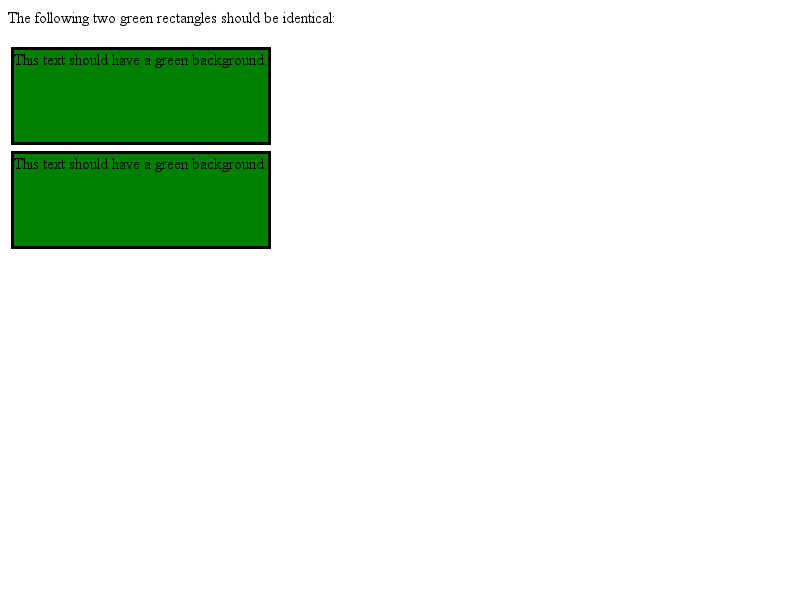 The following two green rectangles should be identical:
This text should have a green background.
This text should have a green background.